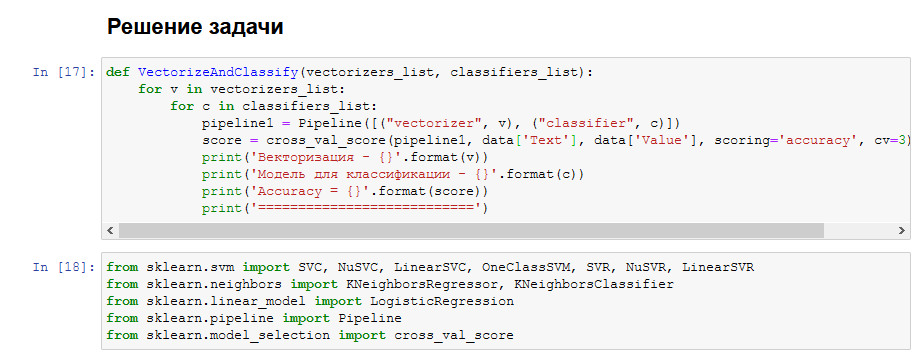 Решение задачи
In [17]: def VectorizeAndClassify(vectorizers_list, classifiers_list):
    for v in vectorizers_list:
        for c in classifiers_list:
            pipeline1 = Pipeline([("vectorizer", v), ("classifier", c)])
            score = cross_val_score(pipeline1, data['Text'], data['Value'], scoring='accuracy', cv=3)
            print('Векторизация - {}'.format(v))
            print('Модель для классификации - {}'.format(c))
            print('Accuracy = {}'.format(score))
            print('===========================')
In [18]: from sklearn.svm import SVC, NuSVC, LinearSVC, OneClassSVM, SVR, NuSVR, LinearSVR
from sklearn.neighbors import KNeighborsRegressor, KNeighborsClassifier
from sklearn.linear_model import LogisticRegression
from sklearn.pipeline import Pipeline
from sklearn.model_selection import cross_val_score